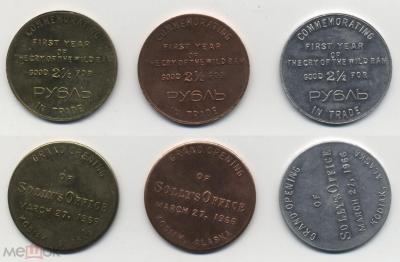 COMMEMORATING
FIRST YEAR
OF
THE CRY OF THE WILD RAM
GOOD 2½ FOR
РУБЛЬ
IN TRADE
COMMEMORATING
FIRST YEAR
OF
THE CRY OF THE WILD RAM
GOOD 2½ FOR
РУБЛЬ
IN TRADE
COMMEMORATING
FIRST YEAR
OF
THE CRY OF THE WILD RAM
GOOD 2½ FOR
РУБЛЬ
IN TRADE
GRAND OPENING
OF
SOLLY'S OFFICE
MARCH 27, 1966
KODIAK, ALASKA
GRAND OPENING
OF
SOLLY'S OFFICE
MARCH 27, 1966
KODIAK, ALASKA
GRAND OPENING
OF
SOLLY'S OFFICE
MARCH 27, 1966
KODIAK, ALASKA
Мешок